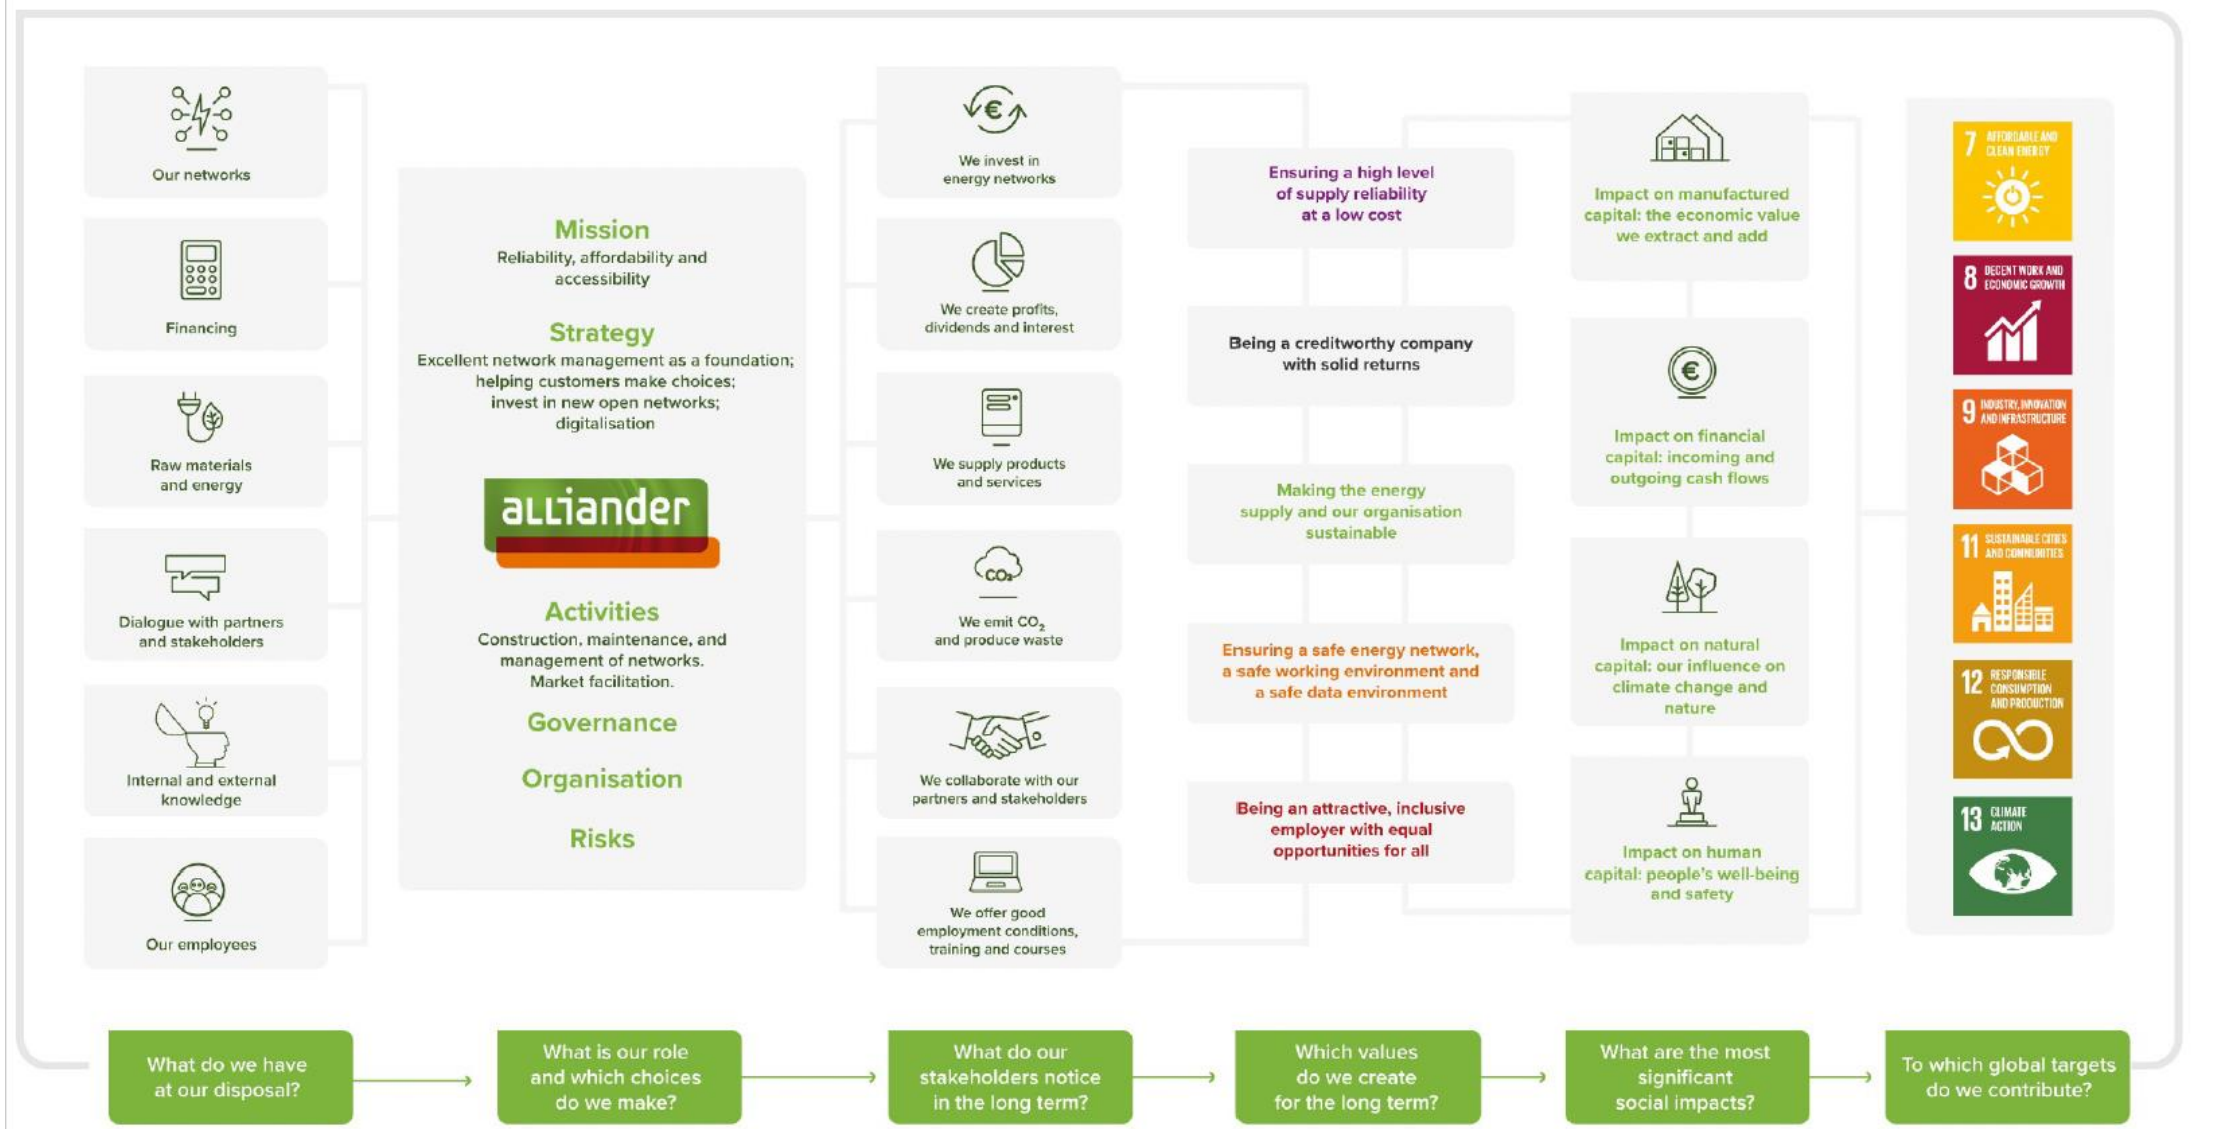 Our networks
Financing
Raw materials
and energy
Dialogue with partners
and stakeholders
Internal and external
knowledge
Our employees
Mission
Reliability, affordability and
accessibility
Strategy
Excellent network management as a foundation;
helping customers make choices;
invest in new open networks;
digitalisation
alliander
Activities
Construction, maintenance, and
management of networks.
Market facilitation.
Governance
Organisation
Risks
€
We invest in
energy networks
We create profits,
dividends and interest
We supply products
and services
CO₂
We emit CO₂
and produce waste
We collaborate with our
partners and stakeholders
We offer good
employment conditions,
training and courses
Ensuring a high level
of supply reliability
at a low cost
Being a creditworthy company
with solid returns
Making the energy
supply and our organisation
sustainable
Ensuring a safe energy network,
a safe working environment and
a safe data environment
Being an attractive, inclusive
employer with equal
opportunities for all
Impact on manufactured
capital: the economic value
we extract and add
€
Impact on financial
capital: incoming and
outgoing cash flows
Impact on natural
capital: our influence on
climate change and
nature
Impact on human
capital: people's well-being
and safety
7 AFFORDABLE AND
CLEAN ENERGY
8 DECENT WORK AND
ECONOMIC GROWTH
9 INDUSTRY, INNOVATION
AND INFRASTRUCTURE
11 SUSTAINABLE CITIES
AND COMMUNITIES
12 RESPONSIBLE
CONSUMPTION
AND PRODUCTION
13 CLIMATE
ACTION
What do we have
at our disposal?
What is our role
and which choices
do we make?
What do our
stakeholders notice
in the long term?
Which values
do we create
for the long term?
What are the most
significant
social impacts?
To which global targets
do we contribute?